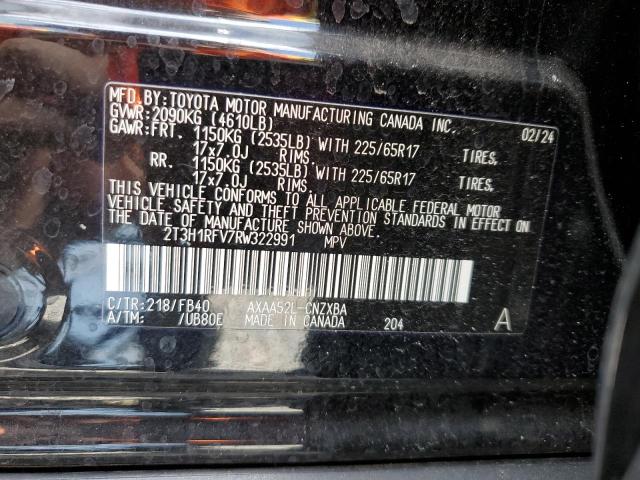 MFD. BY: TOYOTA MOTOR MANUFACTURING CANADA INC. 02/24
GVWR: 2090KG (4610LB)
GAWR: FRT. 1150KG (2535LB) WITH 225/65R17 TIRES,
17x7.0J RIMS.
RR. 1150KG (2535LB) WITH 225/65R17 TIRES,
17x7.0J RIMS.
THIS VEHICLE CONFORMS TO ALL APPLICABLE FEDERAL MOTOR
VEHICLE SAFETY AND THEFT PREVENTION STANDARDS IN EFFECT ON
THE DATE OF MANUFACTURE SHOWN ABOVE.
2T3H1RFV7RW322991 MPV
C/TR: 218/FB40 AXAA52L-CNZXBA
A/TM: /UB80E MADE IN CANADA 204 A